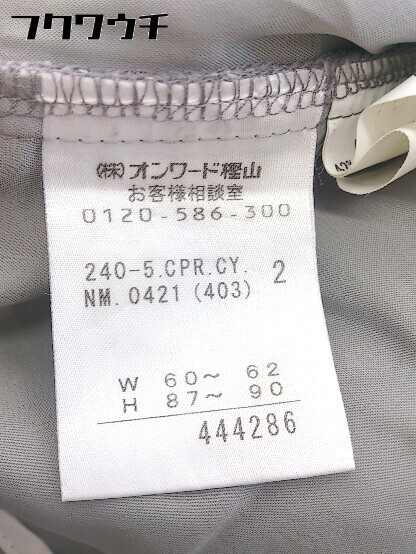 フクワウチ
㈱オンワード樫山
お客様相談室
0120-586-300
240-5.CPR.CY. 2
NM.0421(403)
W 60～ 62
H 87～ 90
444286